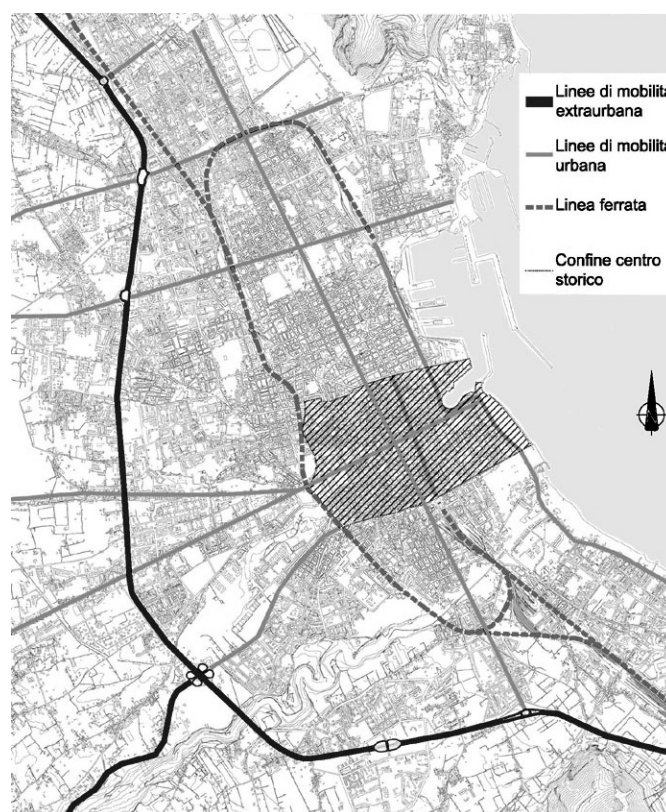 Linee di mobilita
extraurbana
Linee di mobilita
urbana
Linea ferrata
Confine centro
storico